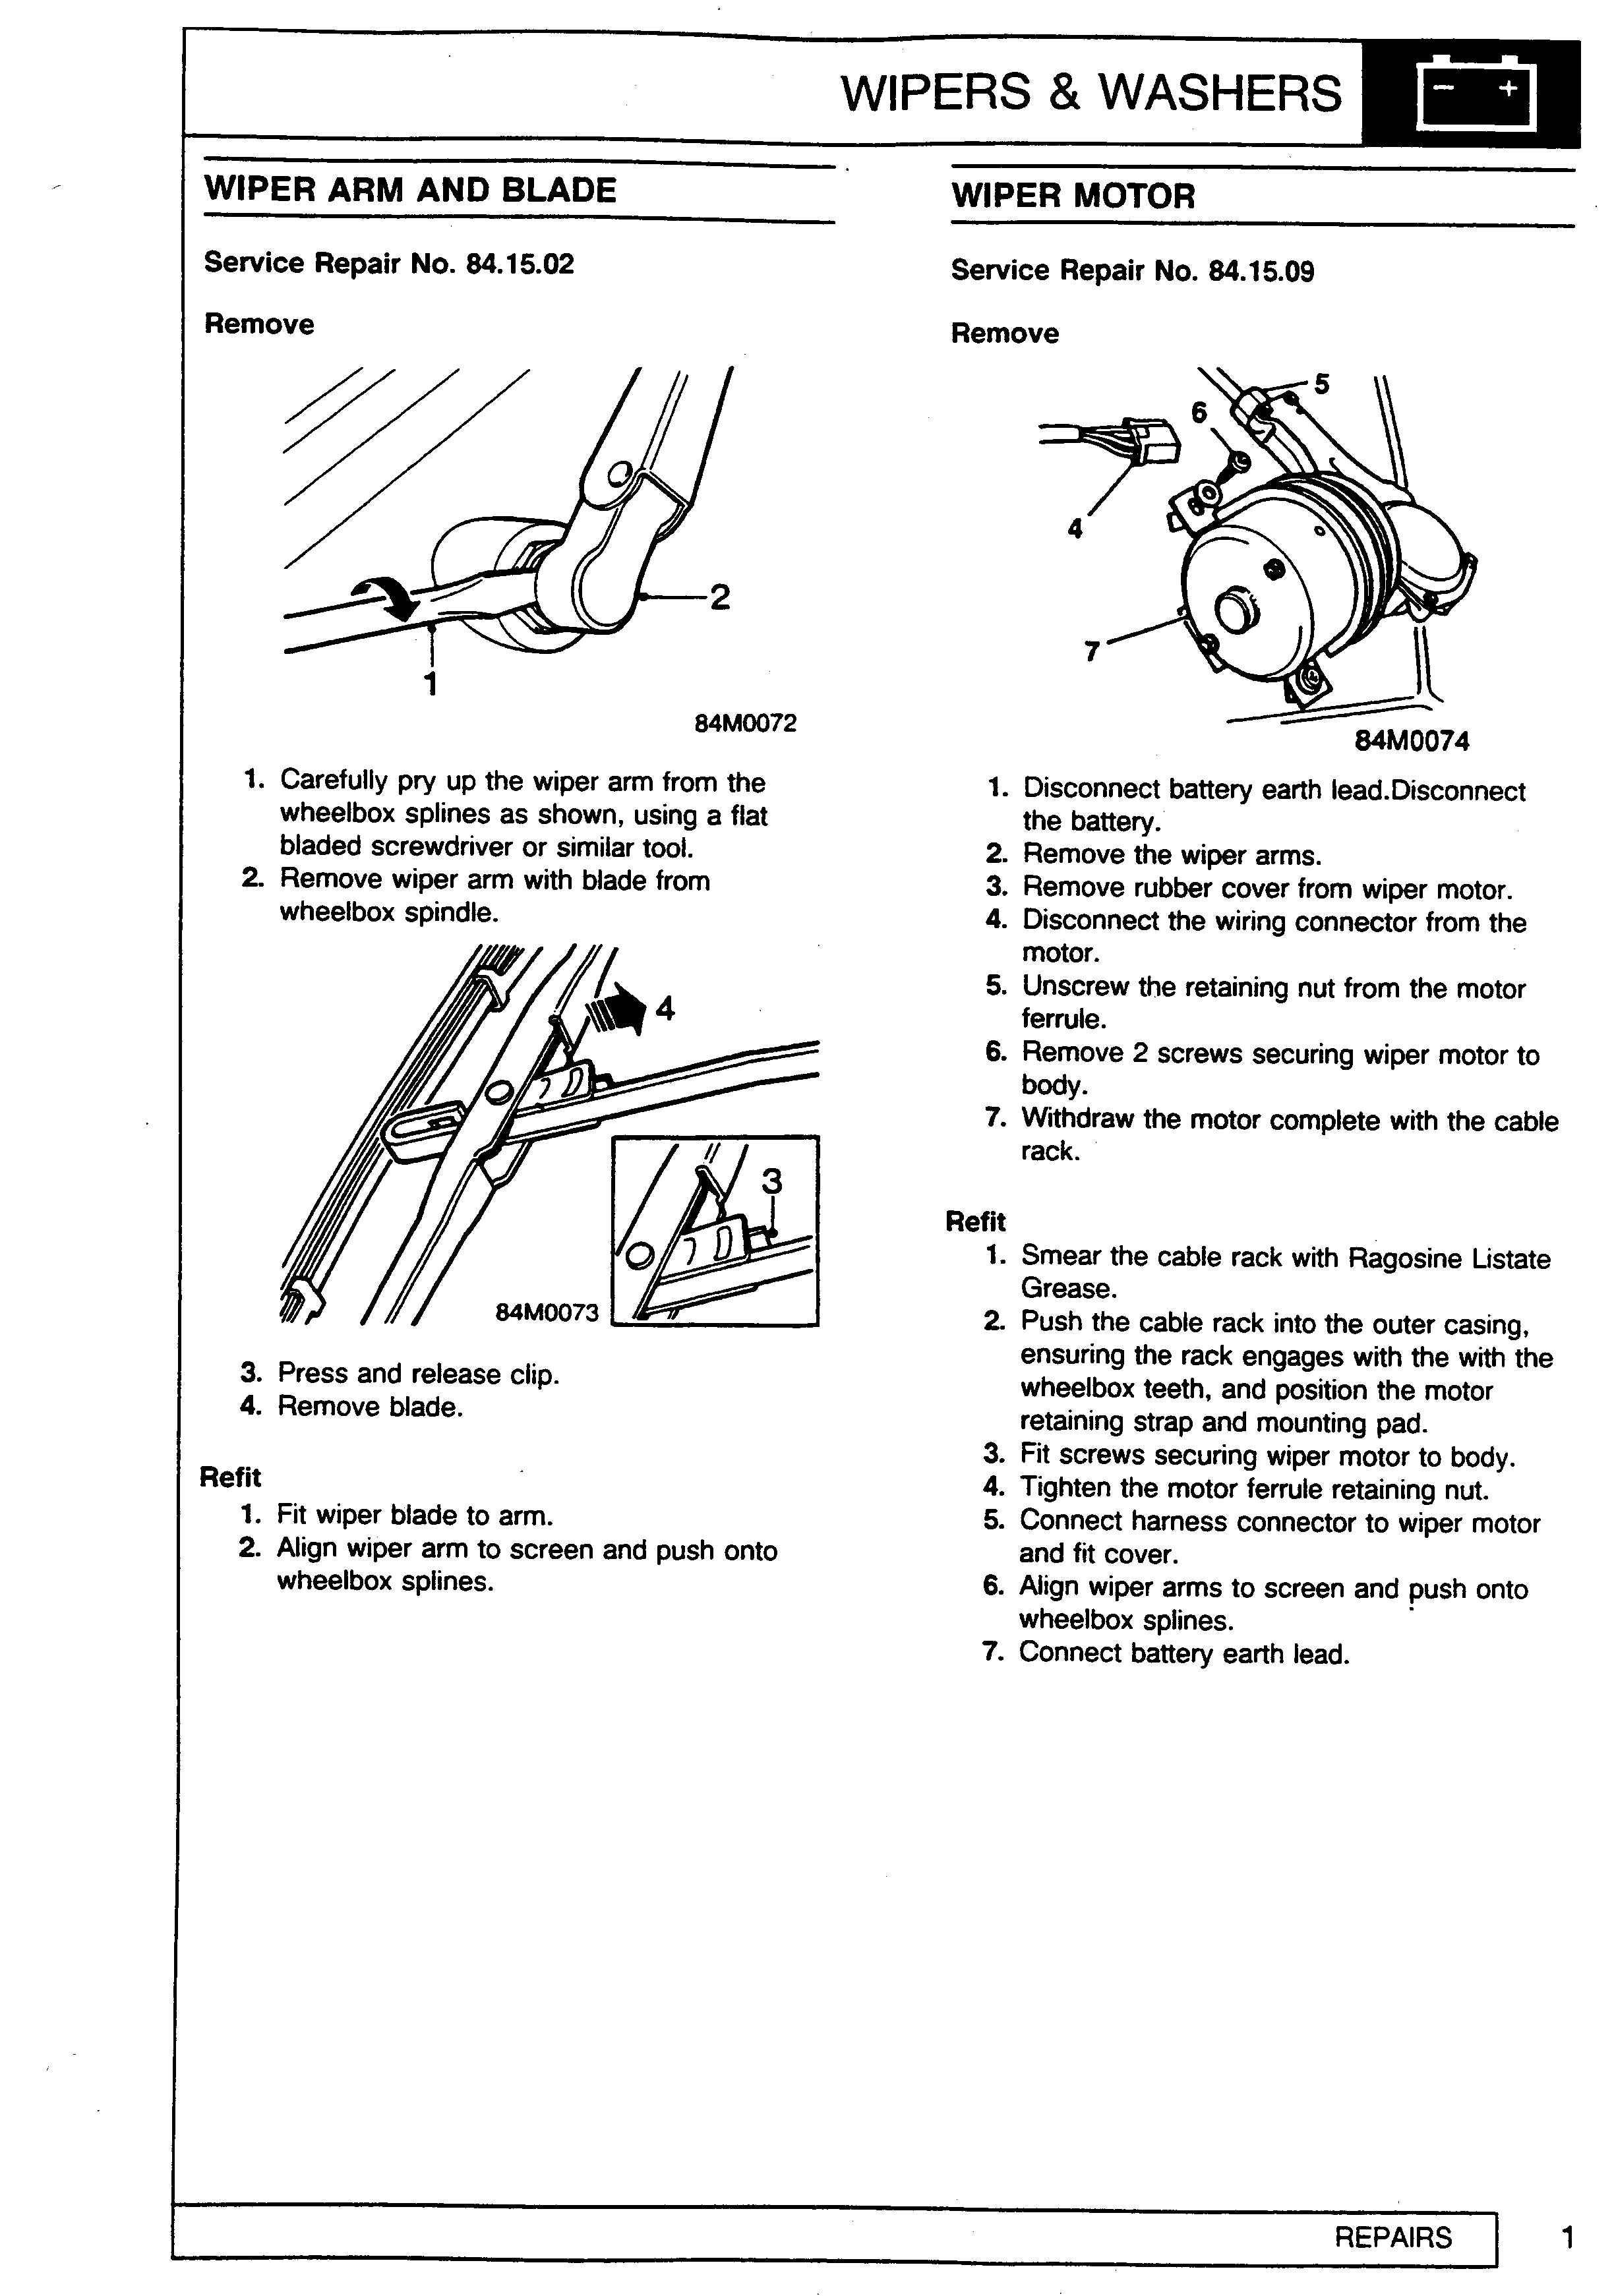 WIPERS & WASHERS
- +
WIPER ARM AND BLADE
Service Repair No. 84.15.02
Remove
2
1
84M0072
1. Carefully pry up the wiper arm from the
wheelbox splines as shown, using a flat
bladed screwdriver or similar tool.
2. Remove wiper arm with blade from
wheelbox spindle.
4
3
84M0073
3. Press and release clip.
4. Remove blade.
Refit
1. Fit wiper blade to arm.
2. Align wiper arm to screen and push onto
wheelbox splines.
WIPER MOTOR
Service Repair No. 84.15.09
Remove
5
6
4
7
84M0074
1. Disconnect battery earth lead.Disconnect
the battery.
2. Remove the wiper arms.
3. Remove rubber cover from wiper motor.
4. Disconnect the wiring connector from the
motor.
5. Unscrew the retaining nut from the motor
ferrule.
6. Remove 2 screws securing wiper motor to
body.
7. Withdraw the motor complete with the cable
rack.
Refit
1. Smear the cable rack with Ragosine Listate
Grease.
2. Push the cable rack into the outer casing,
ensuring the rack engages with the with the
wheelbox teeth, and position the motor
retaining strap and mounting pad.
3. Fit screws securing wiper motor to body.
4. Tighten the motor ferrule retaining nut.
5. Connect harness connector to wiper motor
and fit cover.
6. Align wiper arms to screen and push onto
wheelbox splines.
7. Connect battery earth lead.
REPAIRS 1